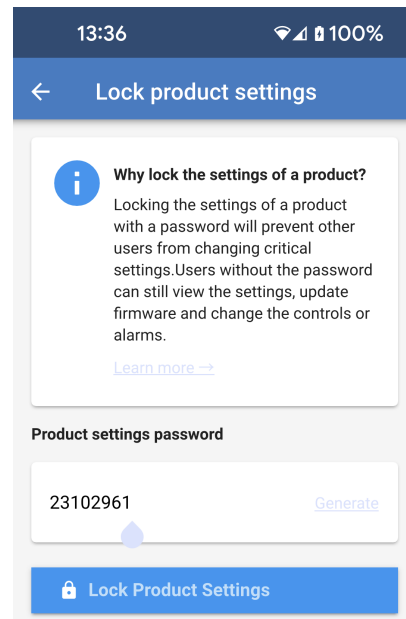 13:36 100%
Lock product settings
Why lock the settings of a product?
Locking the settings of a product
with a password will prevent other
users from changing critical
settings.Users without the password
can still view the settings, update
firmware and change the controls or
alarms.
Learn more →
Product settings password
23102961 Generate
Lock Product Settings